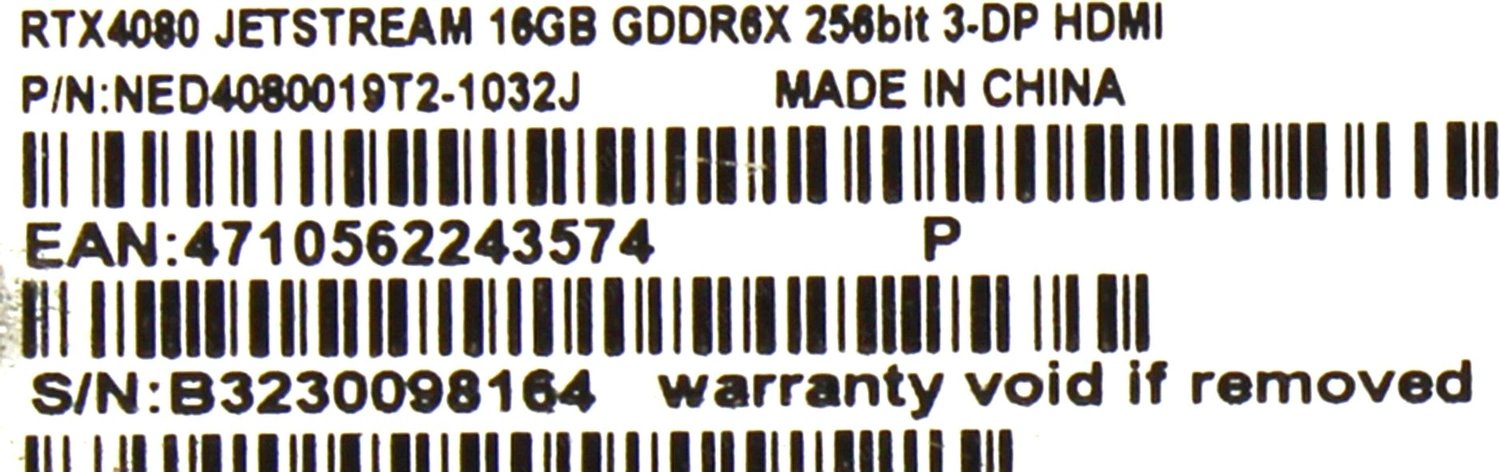 RTX4080 JETSTREAM 16GB GDDR6X 256bit 3-DP HDMI
P/N:NED4080019T2-1032J MADE IN CHINA
EAN:4710562243574 P
S/N:B3230098164 warranty void if removed